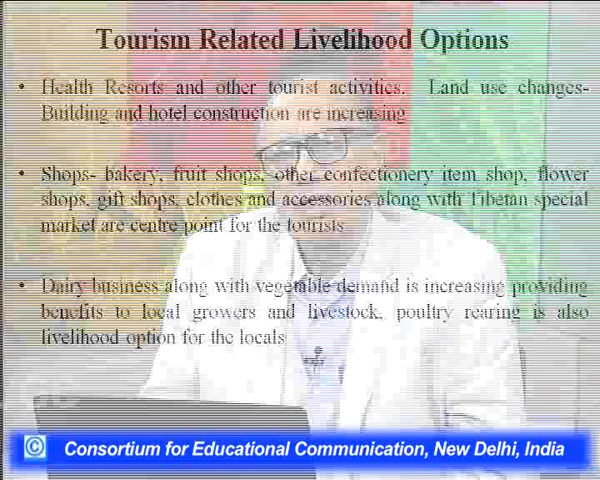 Tourism Related Livelihood Options
• Health Resorts and other tourist activities. Land use changes-
Building and hotel construction are increasing
• Shops- bakery, fruit shops, other confectionery item shop, flower
shops, gift shops, clothes and accessories along with Tibetan special
market are centre point for the tourists
• Dairy business along with vegetable demand is increasing providing
benefits to local growers and livestock, poultry rearing is also
livelihood option for the locals
© Consortium for Educational Communication, New Delhi, India